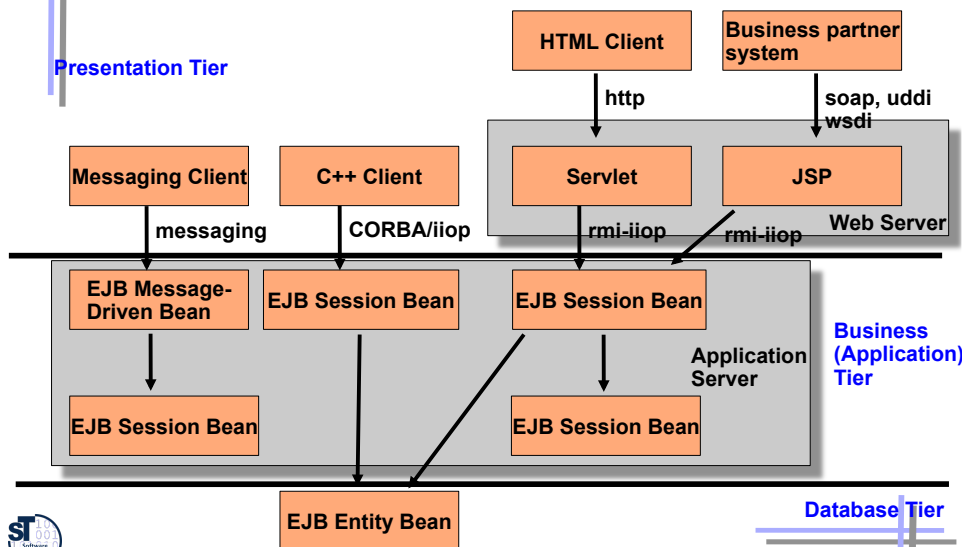 HTML Client
Business partner
system
Presentation Tier
http
soap, uddi
wsdi
Messaging Client
C++ Client
Servlet
JSP
messaging
CORBA/iiop
rmi-iiop
rmi-iiop
Web Server
EJB Message-
Driven Bean
EJB Session Bean
EJB Session Bean
Application
Server
Business
(Application)
Tier
EJB Session Bean
EJB Session Bean
EJB Entity Bean
Database Tier
ST
Software